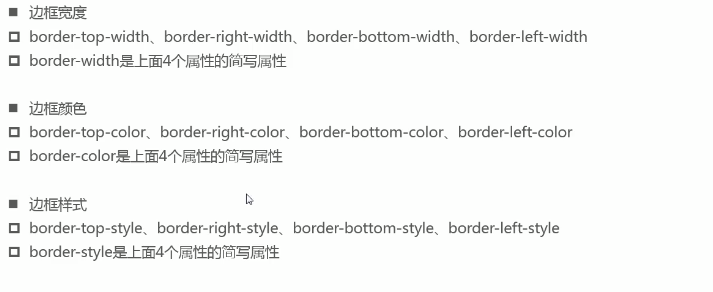 边框宽度
border-top-width、border-right-width、border-bottom-width、border-left-width
border-width是上面4个属性的简写属性
边框颜色
border-top-color、border-right-color、border-bottom-color、border-left-color
border-color是上面4个属性的简写属性
边框样式
border-top-style、border-right-style、border-bottom-style、border-left-style
border-style是上面4个属性的简写属性